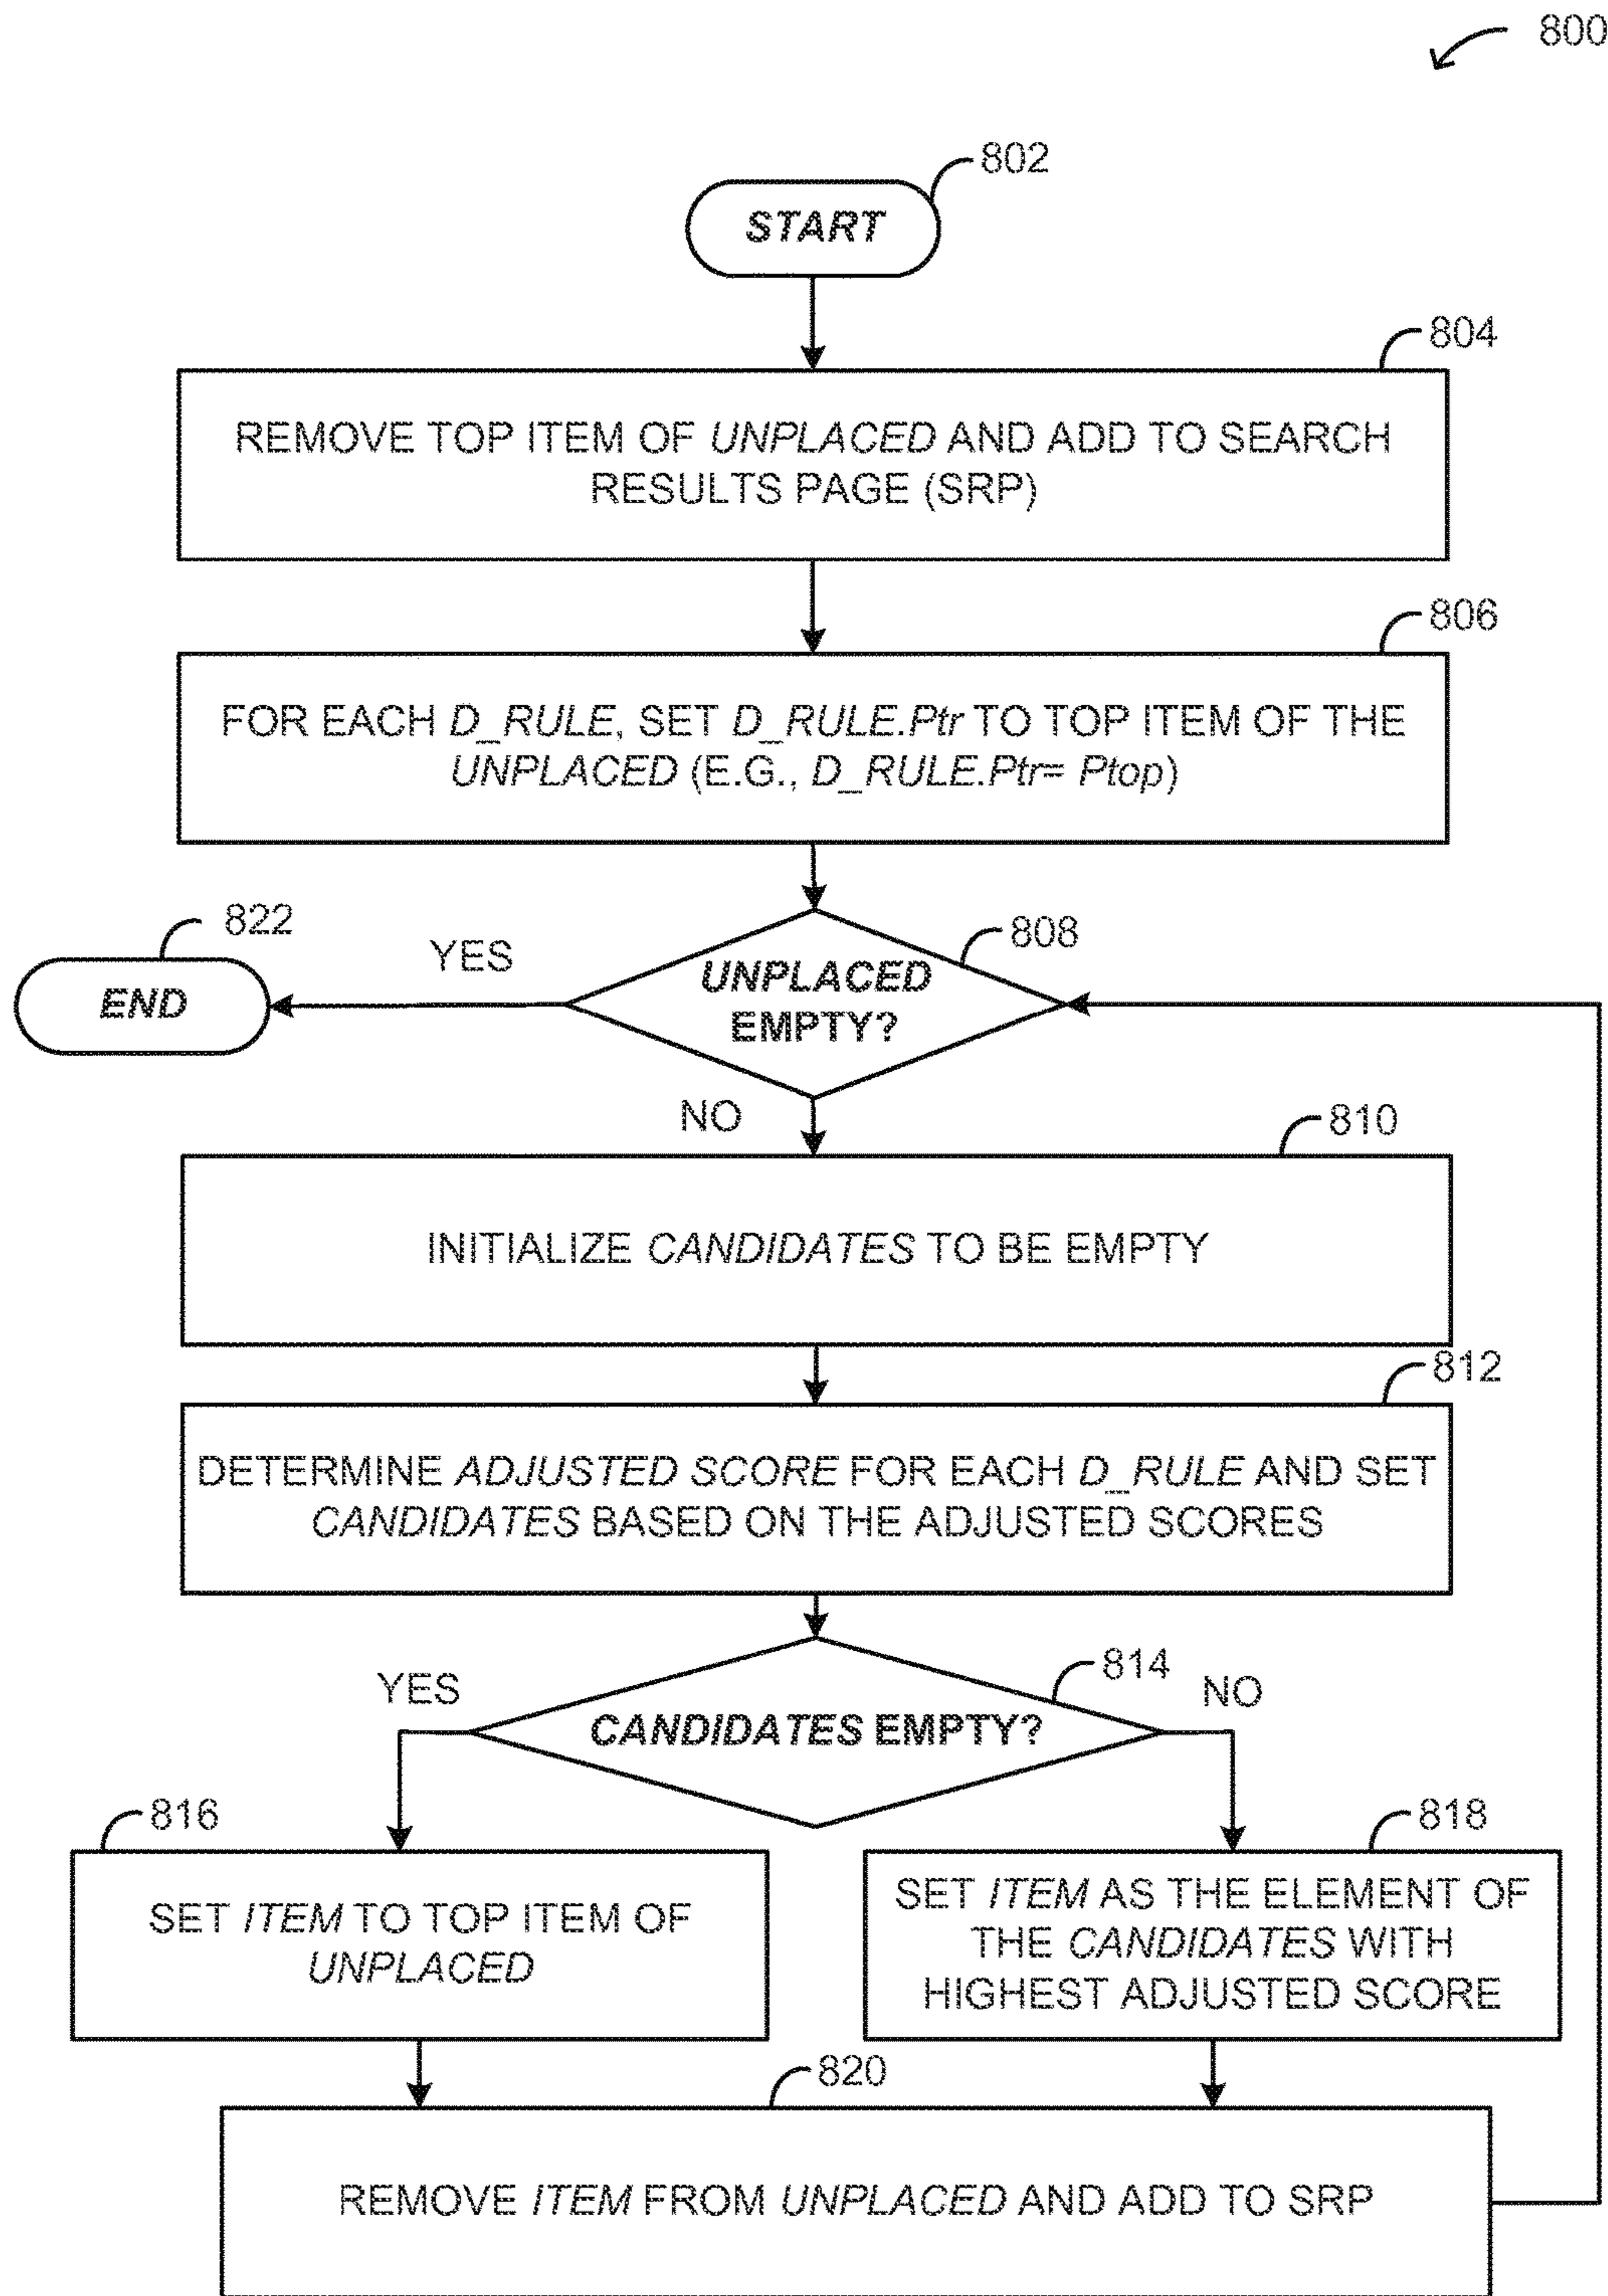 800
802
START
804
REMOVE TOP ITEM OF UNPLACED AND ADD TO SEARCH
RESULTS PAGE (SRP)
806
FOR EACH D_RULE, SET D_RULE.Ptr TO TOP ITEM OF THE
UNPLACED (E.G., D_RULE.Ptr= Ptop)
822
END
YES
808
UNPLACED
EMPTY?
NO
810
INITIALIZE CANDIDATES TO BE EMPTY
812
DETERMINE ADJUSTED SCORE FOR EACH D_RULE AND SET
CANDIDATES BASED ON THE ADJUSTED SCORES
YES
814
NO
CANDIDATES EMPTY?
816
SET ITEM TO TOP ITEM OF
UNPLACED
818
SET ITEM AS THE ELEMENT OF
THE CANDIDATES WITH
HIGHEST ADJUSTED SCORE
820
REMOVE ITEM FROM UNPLACED AND ADD TO SRP